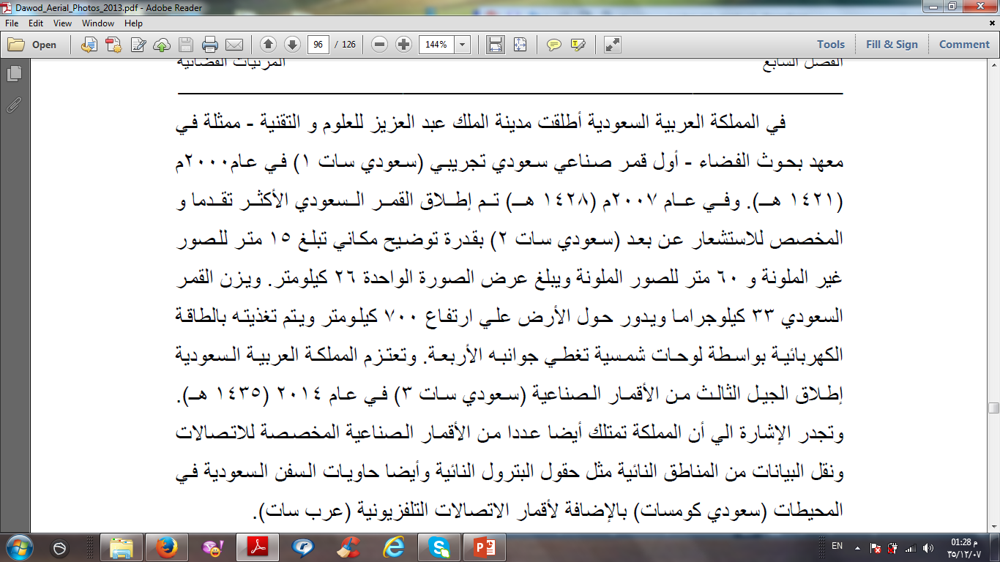 Dawod_Aerial_Photos_2013.pdf - Adobe Reader
File Edit View Window Help
Open 96 / 126 144% Tools Fill & Sign Comment
الفصل السابع المرئيات الفضائية
في المملكة العربية السعودية أطلقت مدينة الملك عبد العزيز للعلوم و التقنية - ممثلة في
معهد بحوث الفضاء - أول قمر صناعي سعودي تجريبي (سعودي سات ١) في عام٢٠٠٠م
(١٤٢١ هـ). وفي عام ٢٠٠٧م (١٤٢٨ هـ) تم إطلاق القمر السعودي الأكثر تقدما و
المخصص للاستشعار عن بعد (سعودي سات ٢) بقدرة توضيح مكاني تبلغ ١٥ متر للصور
غير الملونة و ٦٠ متر للصور الملونة ويبلغ عرض الصورة الواحدة ٢٦ كيلومتر. ويزن القمر
السعودي ٣٣ كيلوجراما ويدور حول الأرض علي ارتفاع ٧٠٠ كيلومتر ويتم تغذيته بالطاقة
الكهربائية بواسطة لوحات شمسية تغطي جوانبه الأربعة. وتعتزم المملكة العربية السعودية
إطلاق الجيل الثالث من الأقمار الصناعية (سعودي سات ٣) في عام ٢٠١٤ (١٤٣٥ هـ).
وتجدر الإشارة الي أن المملكة تمتلك أيضا عددا من الأقمار الصناعية المخصصة للاتصالات
ونقل البيانات من المناطق النائية مثل حقول البترول النائية وأيضا حاويات السفن السعودية في
المحيطات (سعودي كومسات) بالإضافة لأقمار الاتصالات التلفزيونية (عرب سات).
EN 01:28 م
٣٥/١٢/٠٧